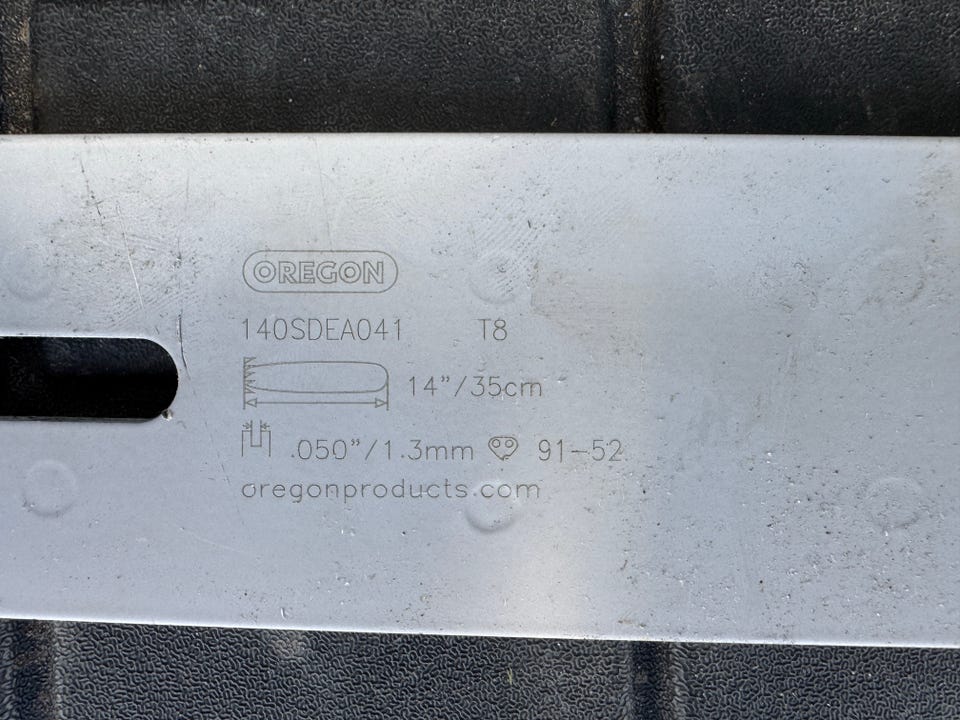 OREGON
140SDEA041 T8
14"/35cm
.050"/1.3mm 91-52
oregonproducts.com